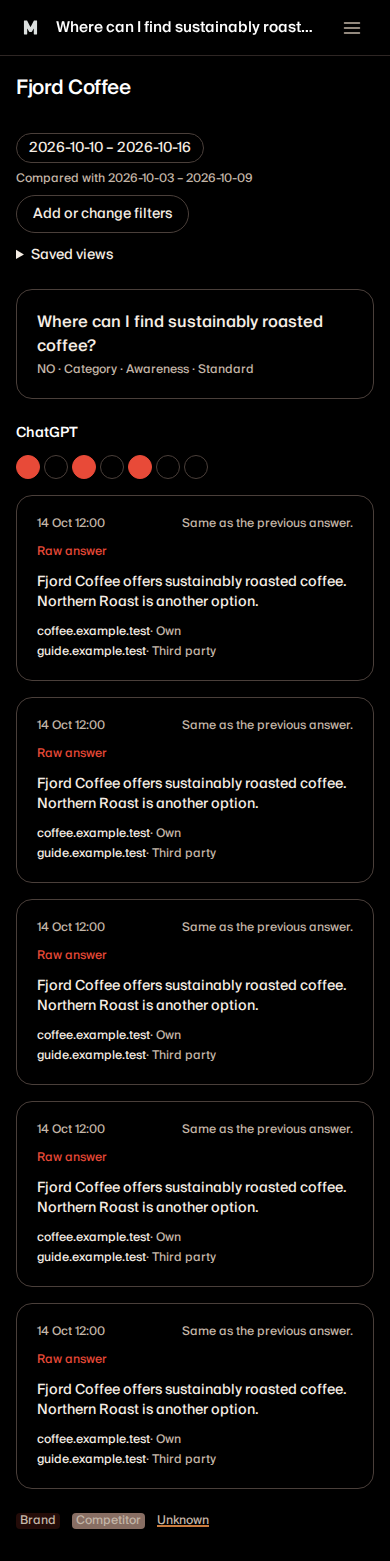 M Where can I find sustainably roast...
Fjord Coffee
2026-10-10 – 2026-10-16
Compared with 2026-10-03 – 2026-10-09
Add or change filters
Saved views
Where can I find sustainably roasted
coffee?
NO · Category · Awareness · Standard
ChatGPT
14 Oct 12:00 Same as the previous answer.
Raw answer
Fjord Coffee offers sustainably roasted coffee.
Northern Roast is another option.
coffee.example.test· Own
guide.example.test· Third party
14 Oct 12:00 Same as the previous answer.
Raw answer
Fjord Coffee offers sustainably roasted coffee.
Northern Roast is another option.
coffee.example.test· Own
guide.example.test· Third party
14 Oct 12:00 Same as the previous answer.
Raw answer
Fjord Coffee offers sustainably roasted coffee.
Northern Roast is another option.
coffee.example.test· Own
guide.example.test· Third party
14 Oct 12:00 Same as the previous answer.
Raw answer
Fjord Coffee offers sustainably roasted coffee.
Northern Roast is another option.
coffee.example.test· Own
guide.example.test· Third party
14 Oct 12:00 Same as the previous answer.
Raw answer
Fjord Coffee offers sustainably roasted coffee.
Northern Roast is another option.
coffee.example.test· Own
guide.example.test· Third party
Brand Competitor Unknown